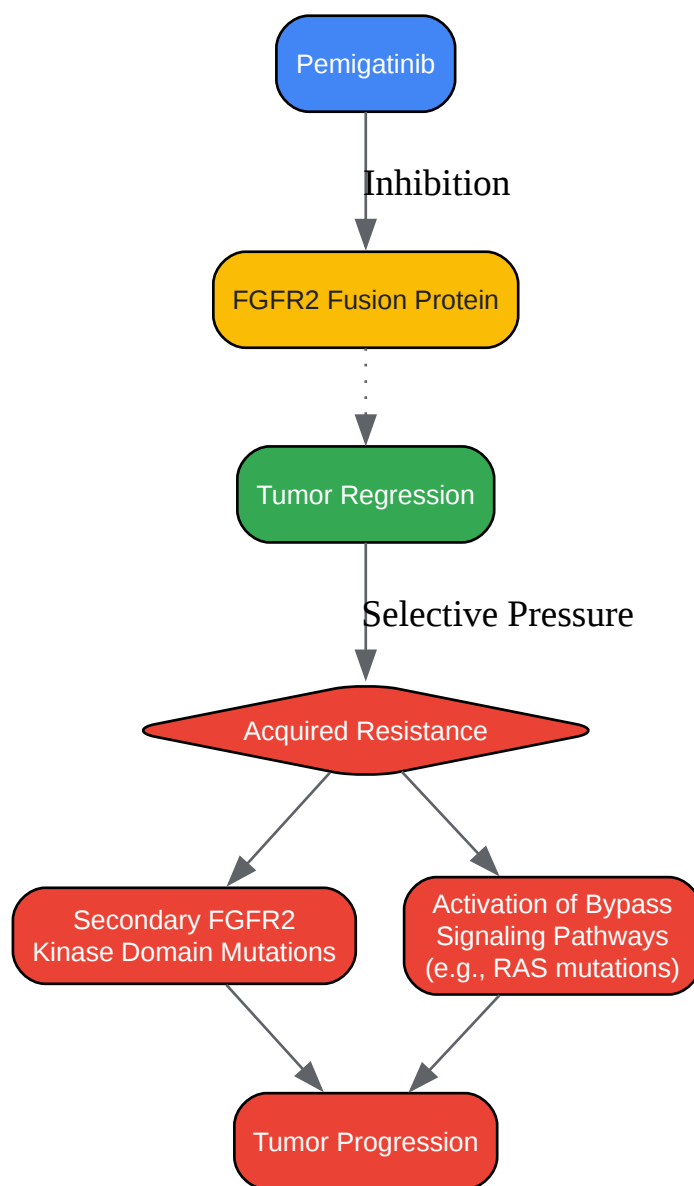 Pemigatinib
Inhibition
FGFR2 Fusion Protein
Tumor Regression
Selective Pressure
Acquired Resistance
Secondary FGFR2
Kinase Domain Mutations
Activation of Bypass
Signaling Pathways
(e.g., RAS mutations)
Tumor Progression